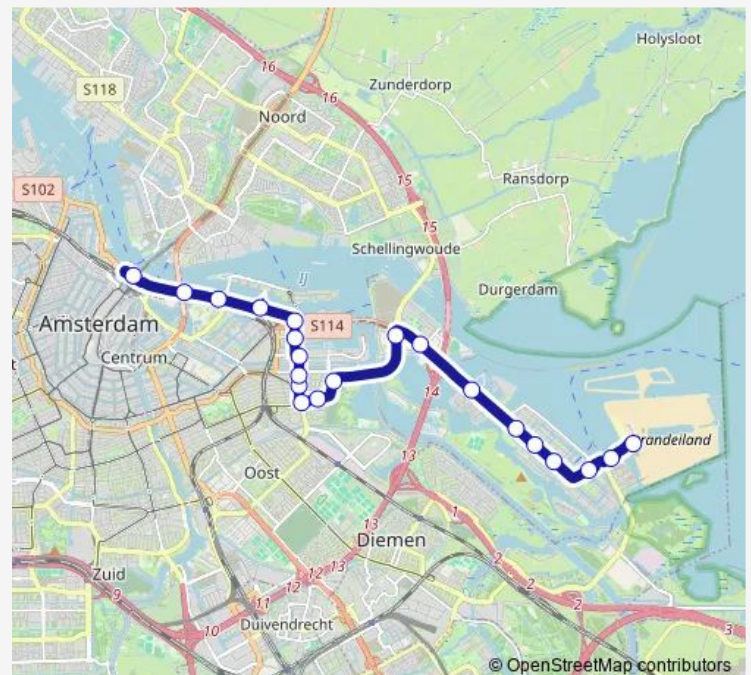 Holysloot
16
16
Zunderdorp
S118
Noord
15
Ransdorp
S102
15
Schellingwoude
IJ
Durgerdam
Amsterdam
S114
Centrum
t
14
randeiland
13
Oost
1
13
Diemen
2
Zuid
9
12
12
13
2
2
11
10
Duivendrecht
3
© OpenStreetMap contributors